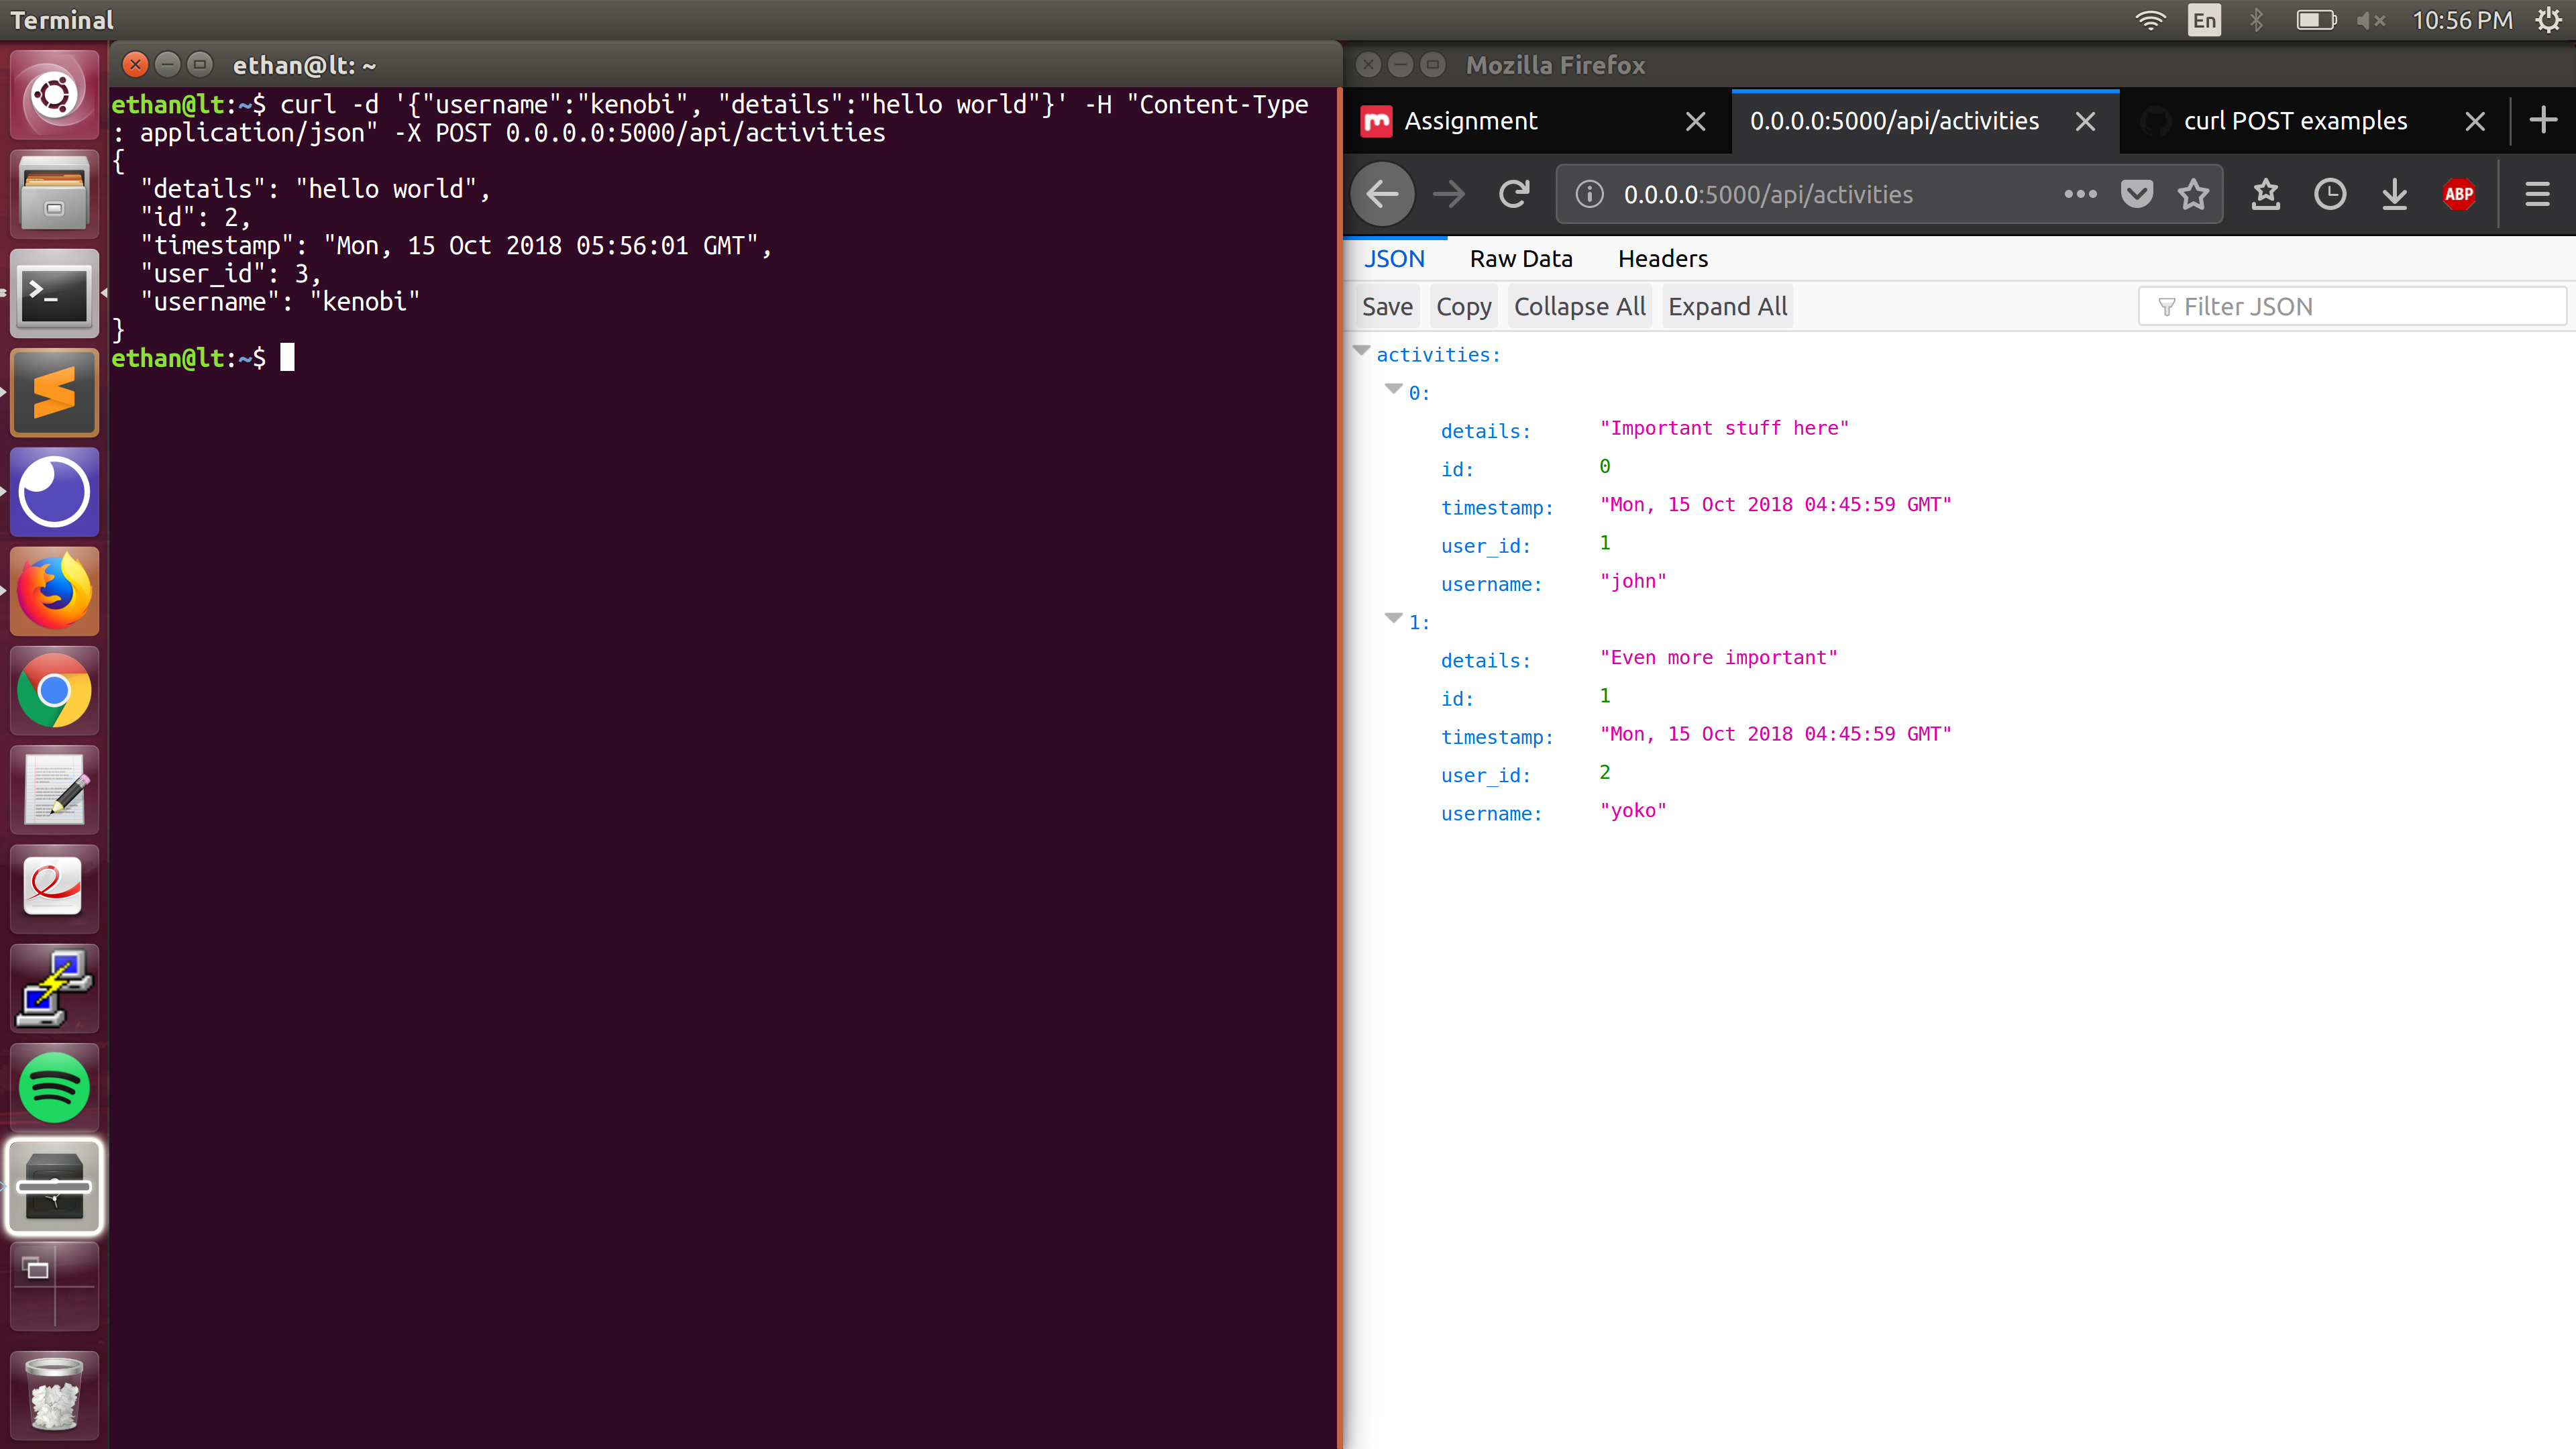 Terminal
En
10:56 PM
ethan@lt: ~
Mozilla Firefox
ethan@lt:~$ curl -d '{"username":"kenobi", "details":"hello world"}' -H "Content-Type
: application/json" -X POST 0.0.0.0:5000/api/activities
{
  "details": "hello world",
  "id": 2,
  "timestamp": "Mon, 15 Oct 2018 05:56:01 GMT",
  "user_id": 3,
  "username": "kenobi"
}
ethan@lt:~$
Assignment
0.0.0.0:5000/api/activities
curl POST examples
0.0.0.0:5000/api/activities
ABP
JSON Raw Data Headers
Save Copy Collapse All Expand All
Filter JSON
activities:
0:
details: "Important stuff here"
id: 0
timestamp: "Mon, 15 Oct 2018 04:45:59 GMT"
user_id: 1
username: "john"
1:
details: "Even more important"
id: 1
timestamp: "Mon, 15 Oct 2018 04:45:59 GMT"
user_id: 2
username: "yoko"